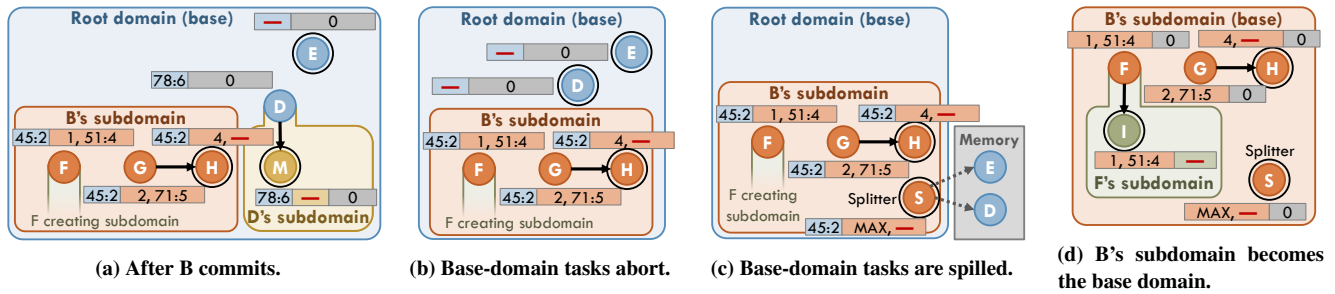 Root domain (base)
— 0
E
78:6 0
D
B's subdomain
45:2 1, 51:4
45:2 4, —
F
G
H
M
45:2 2, 71:5
78:6 — 0
F creating subdomain
D's subdomain
(a) After B commits.
Root domain (base)
— 0
E
— 0
D
B's subdomain
45:2 1, 51:4
45:2 4, —
F
G
H
45:2 2, 71:5
F creating subdomain
(b) Base-domain tasks abort.
Root domain (base)
B's subdomain
45:2 1, 51:4
45:2 4, —
F
G
H
45:2 2, 71:5
Memory
E
D
F creating
subdomain
Splitter
S
45:2 MAX, —
(c) Base-domain tasks are spilled.
B's subdomain (base)
1, 51:4 0
4, — 0
F
G
H
2, 71:5 0
I
1, 51:4 —
F's subdomain
Splitter
S
MAX, — 0
(d) B's subdomain becomes
the base domain.